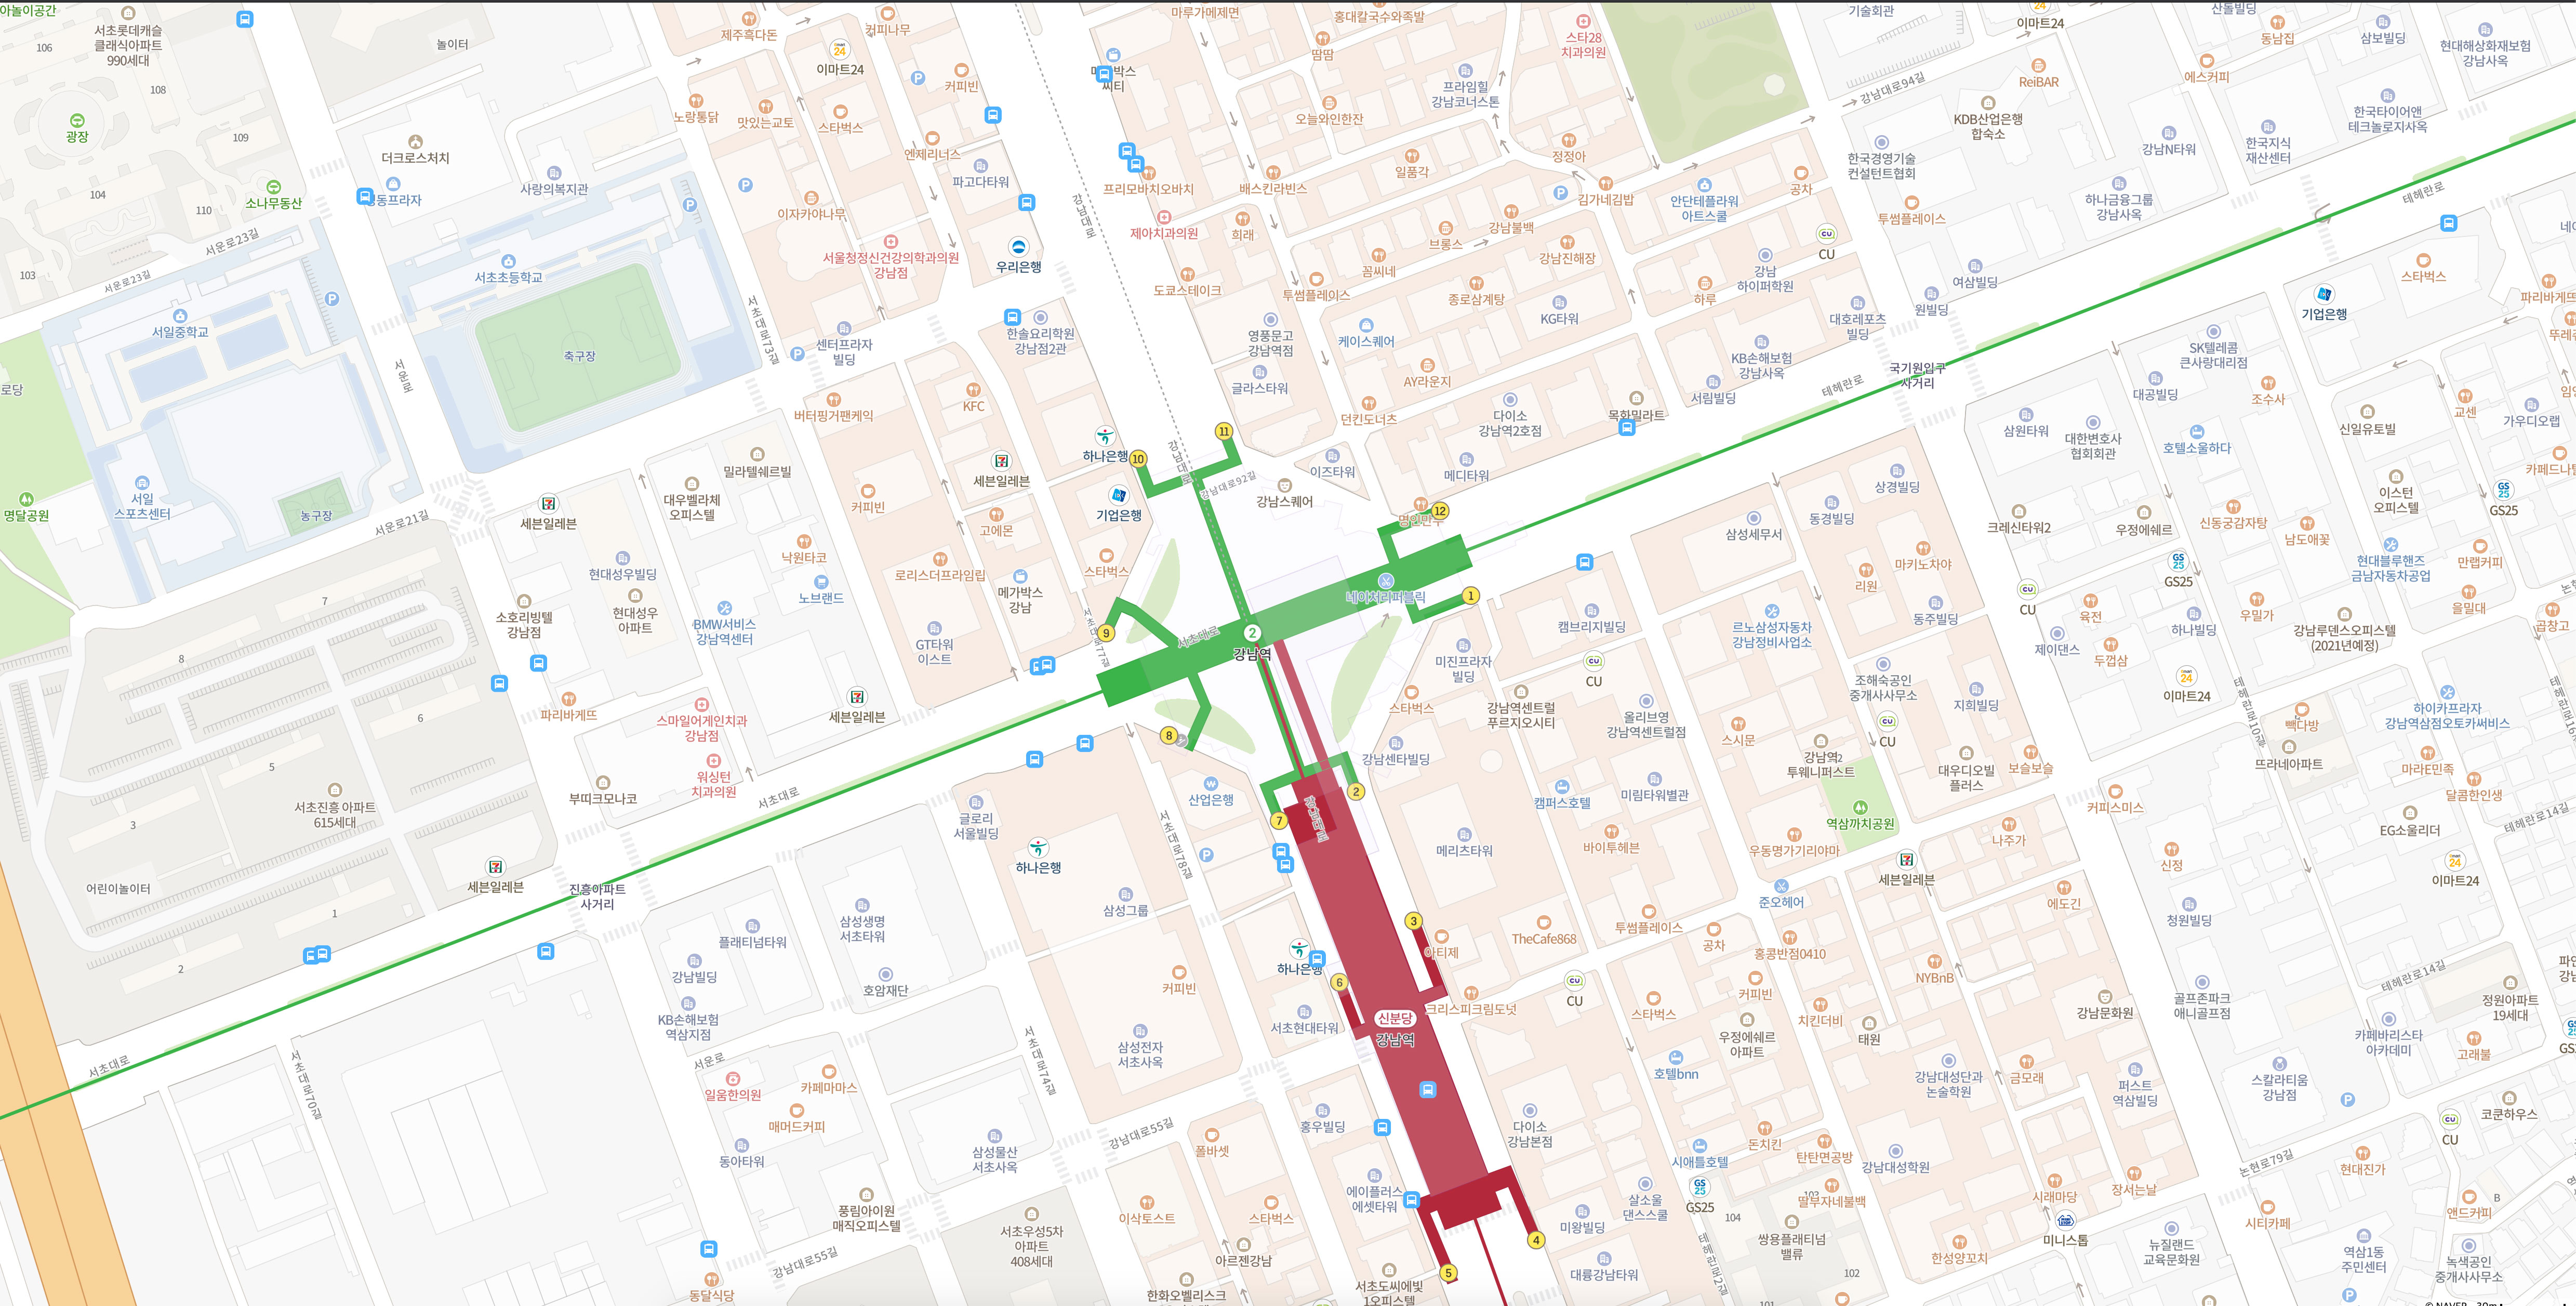 아놀이공간
서초롯데캐슬
클래식아파트
990세대
106
108
광장
109
104
소나무동산
110
103
서운로23길
서운로23길
놀이터
더크로스처치
사랑의복지관
제주흑다돈
커피나무
이마트24
커피빈
노랑통닭
맛있는교토
스타벅스
엔제리너스
파고다타워
이자카야나무
서울청정신건강의학과의원
강남점
우리은행
서초초등학교
서일중학교
축구장
서운로
서초대로73길
센터프라자
빌딩
한솔요리학원
강남점2관
마루가메제면
홍대칼국수와족발
땀땀
스타28
치과의원
씨티
프라임힐
강남코너스톤
오늘와인한잔
프리모바치오바치
배스킨라빈스
일품각
정정아
김가네김밥
제아치과의원
희래
브롱스
강남불백
강남진해장
도쿄스테이크
투썸플레이스
꼼씨네
종로삼계탕
KG타워
영풍문고
강남역점
케이스퀘어
글라스타워
AY라운지
던킨도너츠
다이소
강남역2호점
목화밀라트
서림빌딩
이즈타워
메디타워
강남스퀘어
안단테플라워
아트스쿨
공차
CU
강남
하이퍼학원
하루
대호레포츠
빌딩
KB손해보험
강남사옥
기술회관
강남대로94길
이마트24
ReiBAR
KDB산업은행
합숙소
한국경영기술
컨설턴트협회
투썸플레이스
여삼빌딩
원빌딩
국기원입구
사거리
테헤란로
테헤란로
산돌빌딩
동남집
삼보빌딩
현대해상화재보험
강남사옥
에스커피
한국타이어앤
테크놀로지사옥
강남N타워
한국지식
재산센터
하나금융그룹
강남사옥
스타벅스
기업은행
SK텔레콤
큰사랑대리점
대공빌딩
조수사
교센
가우디오랩
신일유토빌
삼원타워
대한변호사
협회회관
호텔소울하다
이스턴
오피스텔
GS25
크레신타워2
우정에쉐르
신동궁감자탕
남도애꽃
현대블루핸즈
금남자동차공업
만랩커피
을밀대
곱창고
GS25
CU
육전
우밀가
하나빌딩
제이댄스
두껍삼
강남루덴스오피스텔
(2021년예정)
이마트24
하이카프라자
강남역삼점오토카써비스
빽다방
뜨라네아파트
마라E민족
달콤한인생
커피스미스
EG소울리더
테헤란로10길
테헤란로14길
테헤란로14길
신정
이마트24
청원빌딩
골프존파크
애니골프점
정원아파트
19세대
카페바리스타
아카데미
고래불
스칼라티움
강남점
코쿤하우스
CU
논현로79길
현대진가
앤드커피
시티카페
뉴질랜드
교육문화원
역삼1동
주민센터
녹색공인
중개사사무소
명달공원
서일
스포츠센터
농구장
서운로21길
세븐일레븐
대우벨라체
오피스텔
밀라텔쉐르빌
버터핑거팬케익
KFC
하나은행
세븐일레븐
기업은행
커피빈
고에몬
낙원타코
현대성우빌딩
로리스더프라임립
스타벅스
메가박스
강남
소호리빙텔
강남점
현대성우
아파트
노브랜드
BMW서비스
강남역센터
GT타워
이스트
파리바게뜨
스마일어게인치과
강남점
세븐일레븐
워싱턴
치과의원
부띠크모나코
서초대로
7
8
6
5
3
1
2
서초진흥 아파트
615세대
어린이놀이터
세븐일레븐
진흥아파트
사거리
서초대로
10
11
12
1
9
8
2
7
3
6
4
5
강남대로
강남대로
강남대로92길
서초대로
서초대로77길
2
강남역
네이처리퍼블릭
삼성세무서
상경빌딩
동경빌딩
마키노차야
리원
동주빌딩
캠브리지빌딩
르노삼성자동차
강남정비사업소
미진프라자
빌딩
CU
스타벅스
강남역센트럴
푸르지오시티
올리브영
강남역센트럴점
조해숙공인
중개사사무소
지희빌딩
CU
스시문
강남역2
투웨니퍼스트
대우디오빌
플러스
보슬보슬
강남센타빌딩
캠퍼스호텔
미림타워별관
역삼까치공원
메리츠타워
바이투헤븐
우동명가기리야마
나주가
세븐일레븐
준오헤어
에도긴
아티제
TheCafe868
투썸플레이스
공차
홍콩반점0410
크리스피크림도넛
CU
스타벅스
커피빈
치킨더비
우정에쉐르
아파트
태원
NYBnB
강남문화원
호텔bnn
강남대성단과
논술학원
금모래
퍼스트
역삼빌딩
다이소
강남본점
시애틀호텔
돈치킨
탄탄면공방
강남대성학원
GS25
살소울
댄스스쿨
딸부자네불백
시래마당
장서는날
미왕빌딩
104
103
쌍용플래티넘
밸류
미니스톱
한성양꼬치
대륭강남타워
102
101
테헤란로2길
산업은행
글로리
서울빌딩
하나은행
서초대로78길
삼성그룹
플래티넘타워
삼성생명
서초타워
강남빌딩
호암재단
커피빈
하나은행
서초현대타워
신분당
강남역
KB손해보험
역삼지점
서운로
일움한의원
카페마마스
매머드커피
동아타워
서초대로70길
서초대로74길
삼성전자
서초사옥
삼성물산
서초사옥
강남대로55길
강남대로55길
폴바셋
홍우빌딩
에이플러스
에셋타워
이삭토스트
스타벅스
풍림아이원
매직오피스텔
서초우성5차
아파트
408세대
아르젠강남
동달식당
한화오벨리스크
서초도씨에빛
1오피스텔